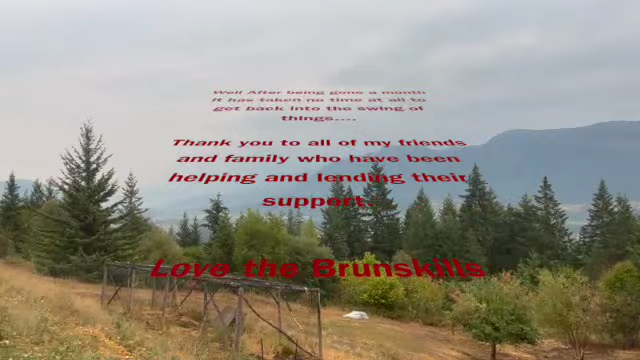 Well After being gone a month
it has taken no time at all to
get back into the swing of
things....
Thank you to all of my friends
and family who have been
helping and lending their
support.
Love the Brunskills